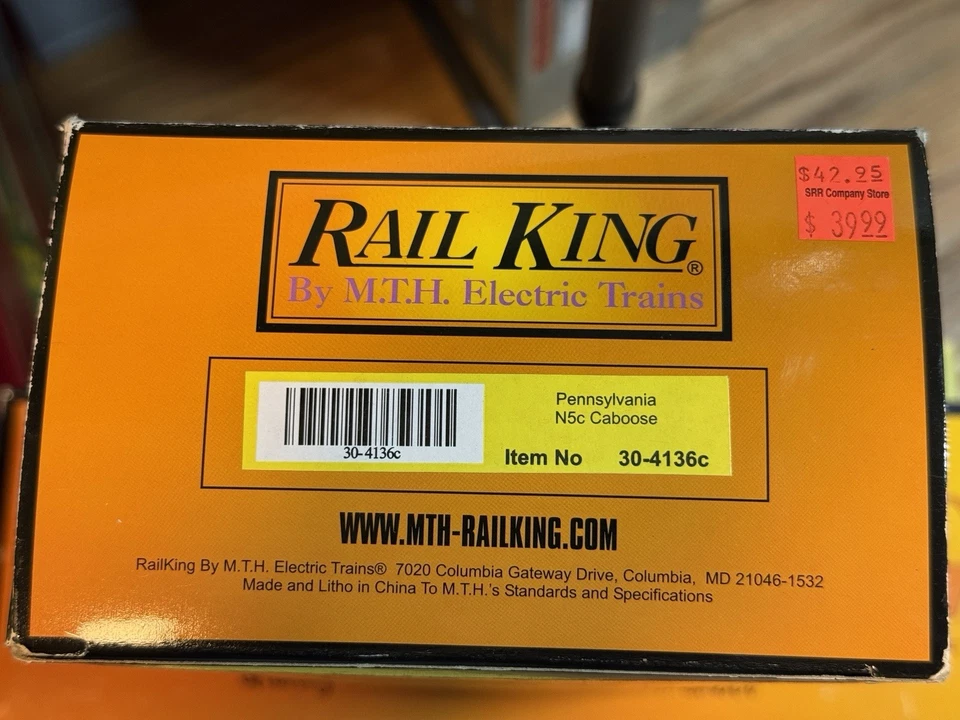 $42.95
SRR Company Store
$ 39.99
RAIL KING®
By M.T.H. Electric Trains
Pennsylvania
N5c Caboose
30-4136c
Item No 30-4136c
WWW.MTH-RAILKING.COM
RailKing By M.T.H. Electric Trains® 7020 Columbia Gateway Drive, Columbia, MD 21046-1532
Made and Litho in China To M.T.H.'s Standards and Specifications